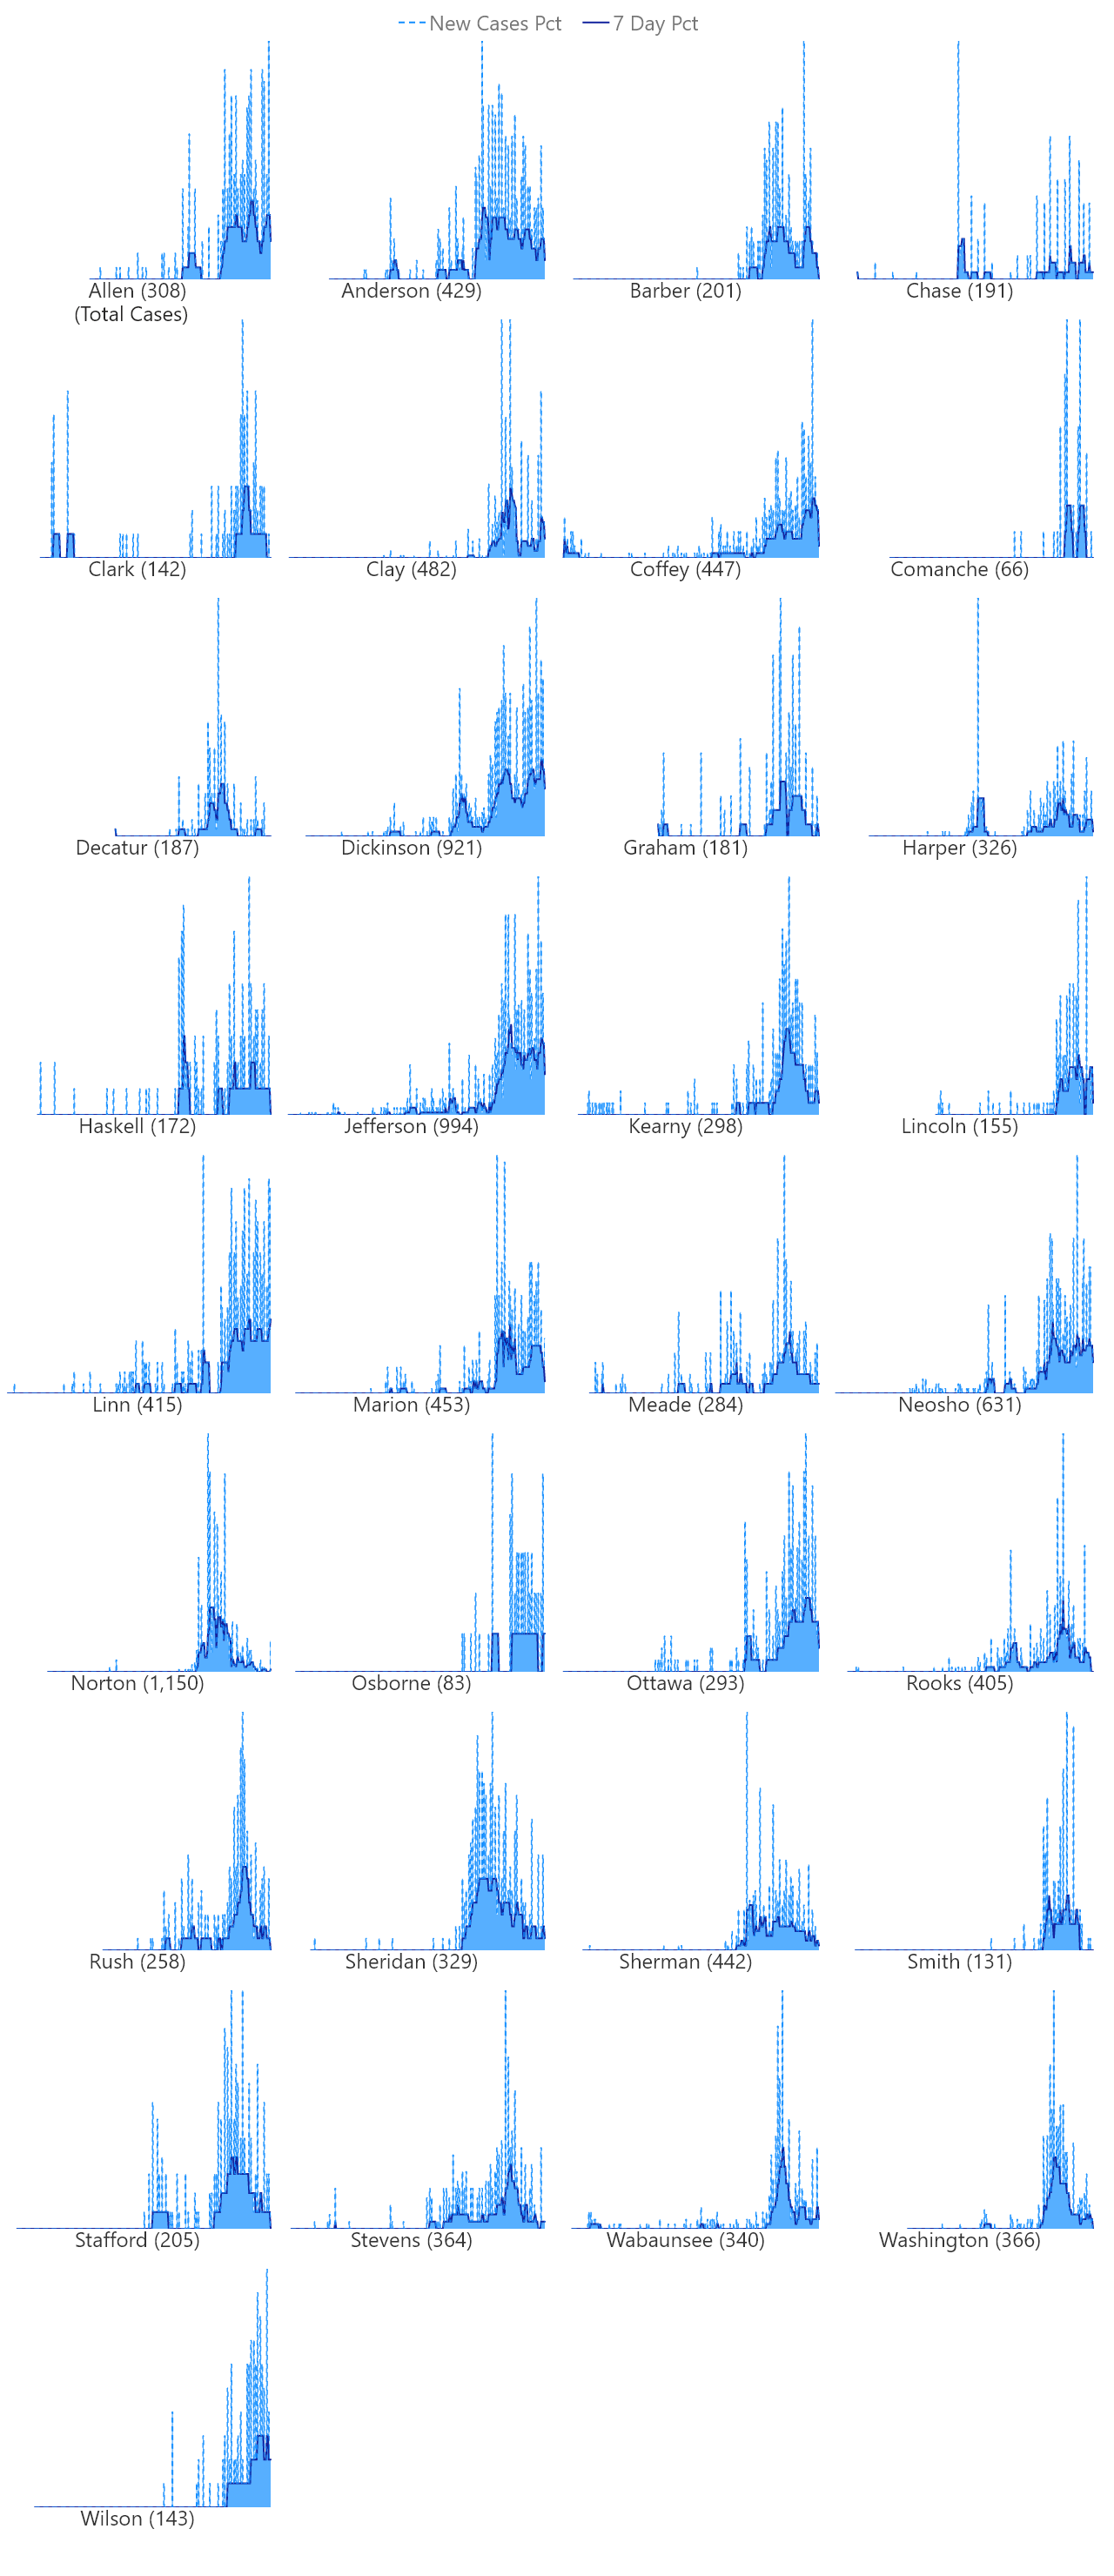 New Cases Pct 7 Day Pct
Allen (308) Anderson (429) Barber (201) Chase (191)
(Total Cases)
Clark (142) Clay (482) Coffey (447) Comanche (66)
Decatur (187) Dickinson (921) Graham (181) Harper (326)
Haskell (172) Jefferson (994) Kearny (298) Lincoln (155)
Linn (415) Marion (453) Meade (284) Neosho (631)
Norton (1,150) Osborne (83) Ottawa (293) Rooks (405)
Rush (258) Sheridan (329) Sherman (442) Smith (131)
Stafford (205) Stevens (364) Wabaunsee (340) Washington (366)
Wilson (143)